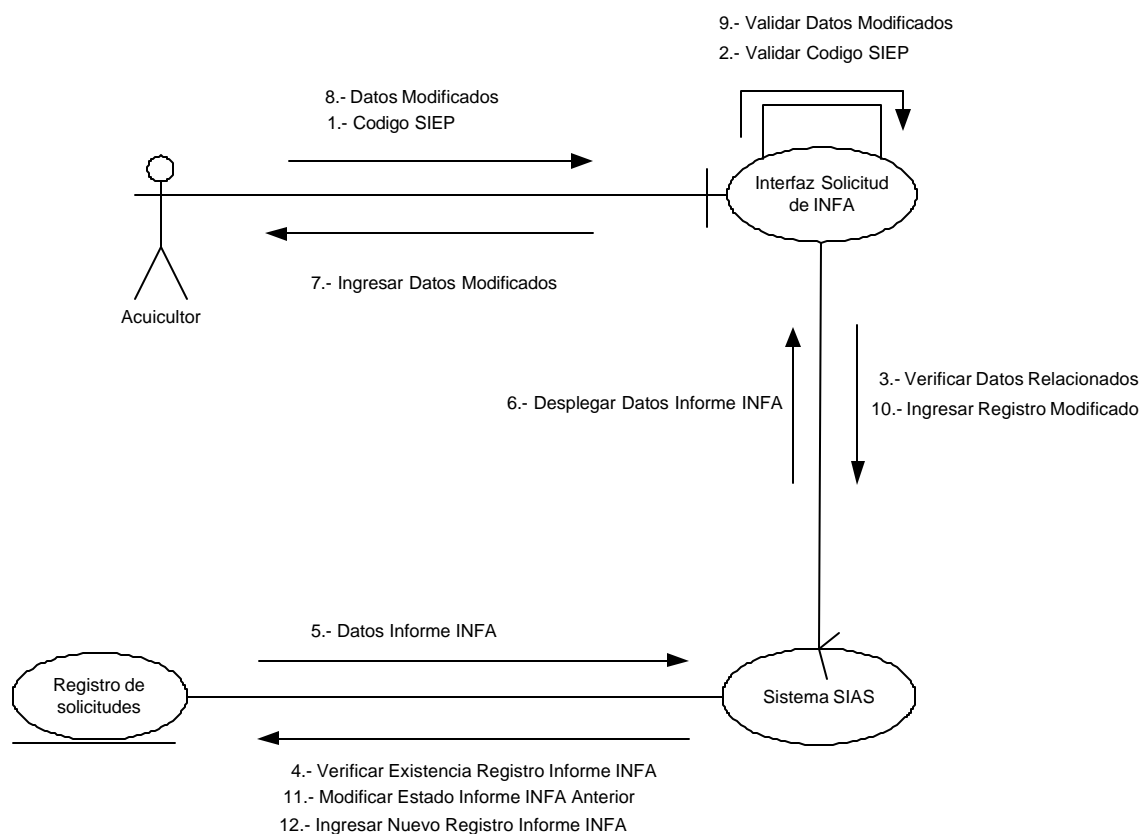 9.- Validar Datos Modificados
2.- Validar Codigo SIEP
8.- Datos Modificados
1.- Codigo SIEP
Interfaz Solicitud
de INFA
7.- Ingresar Datos Modificados
Acuicultor
3.- Verificar Datos Relacionados
6.- Desplegar Datos Informe INFA
10.- Ingresar Registro Modificado
5.- Datos Informe INFA
Registro de
solicitudes
Sistema SIAS
4.- Verificar Existencia Registro Informe INFA
11.- Modificar Estado Informe INFA Anterior
12.- Ingresar Nuevo Registro Informe INFA